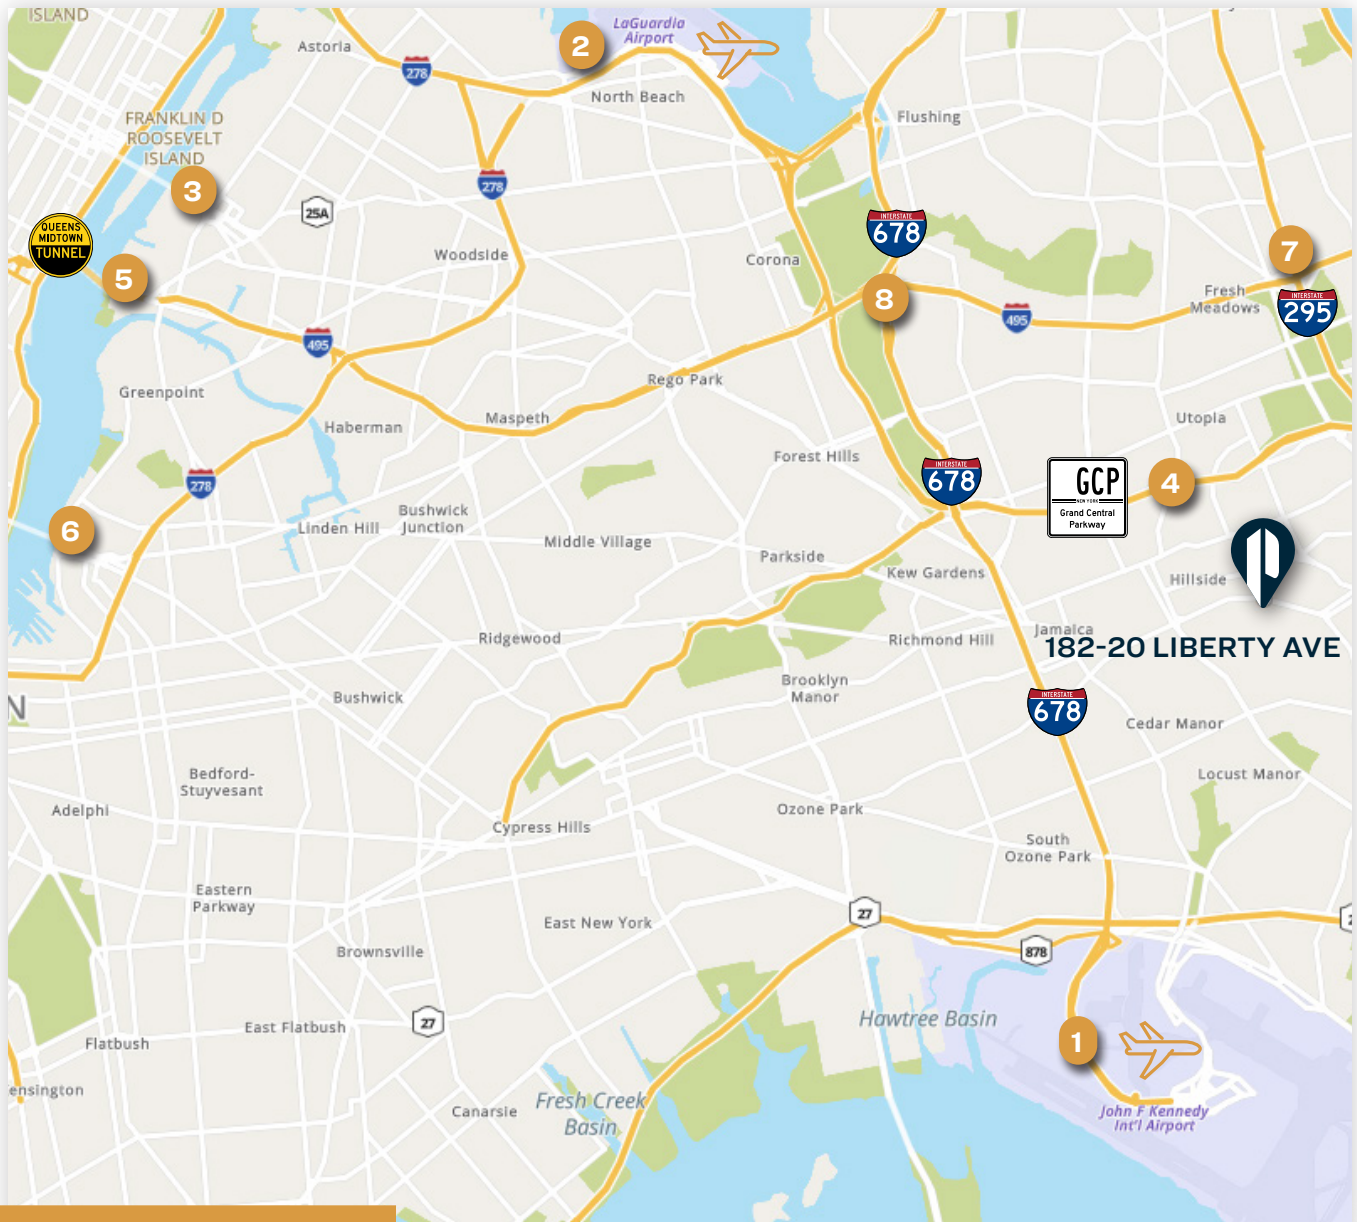 ISLAND
LaGuardia
Airport
2
Astoria
278
North Beach
FRANKLIN D
ROOSEVELT
ISLAND
Flushing
3
278
25A
QUEENS
MIDTOWN
TUNNEL
INTERSTATE
678
Woodside
Corona
7
5
8
Fresh
Meadows
INTERSTATE
295
495
495
Greenpoint
Rego Park
Haberman
Maspeth
Utopia
Forest Hills
278
INTERSTATE
678
GCP
NEW YORK
Grand Central
Parkway
4
6
Linden Hill
Bushwick
Junction
Middle Village
Parkside
Kew Gardens
Hillside
Ridgewood
Richmond Hill
Jamaica
182-20 LIBERTY AVE
Brooklyn
Manor
Bushwick
N
INTERSTATE
678
Cedar Manor
Bedford-
Stuyvesant
Locust Manor
Adelphi
Ozone Park
Cypress Hills
South
Ozone Park
Eastern
Parkway
27
East New York
2
Brownsville
878
27
Hawtree Basin
East Flatbush
Flatbush
1
ensington
Canarsie
Fresh Creek
Basin
John F Kennedy
Int'l Airport